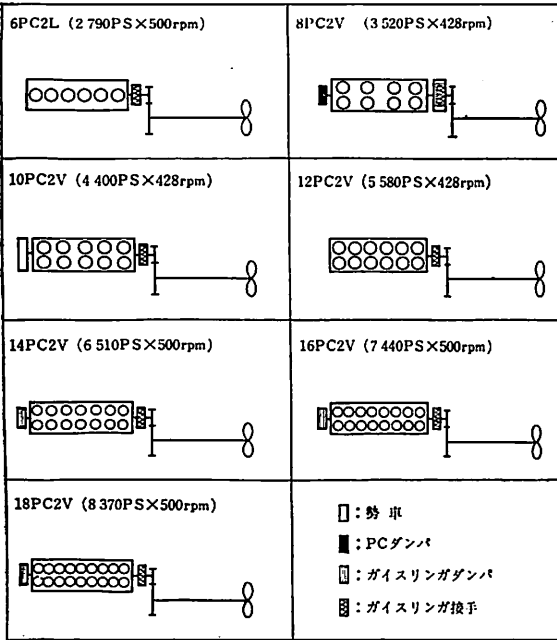 6PC2L (2 790PS×500rpm)
8PC2V (3 520PS×428rpm)
10PC2V (4 400PS×428rpm)
12PC2V (5 580PS×428rpm)
14PC2V (6 510PS×500rpm)
16PC2V (7 440PS×500rpm)
18PC2V (8 370PS×500rpm)
：勢車
：PCダンパ
：ガイスリンガダンパ
：ガイスリンガ接手